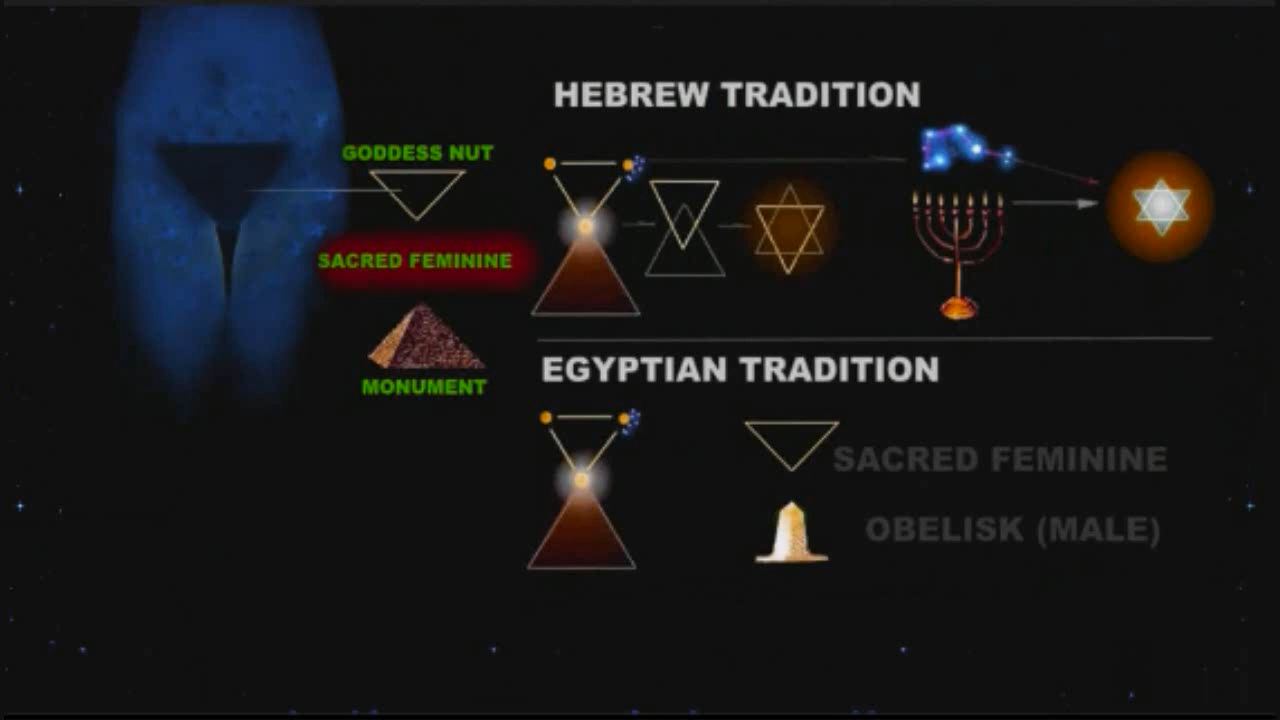 HEBREW TRADITION
GODDESS NUT
SACRED FEMININE
MONUMENT
EGYPTIAN TRADITION
SACRED FEMININE
OBELISK (MALE)